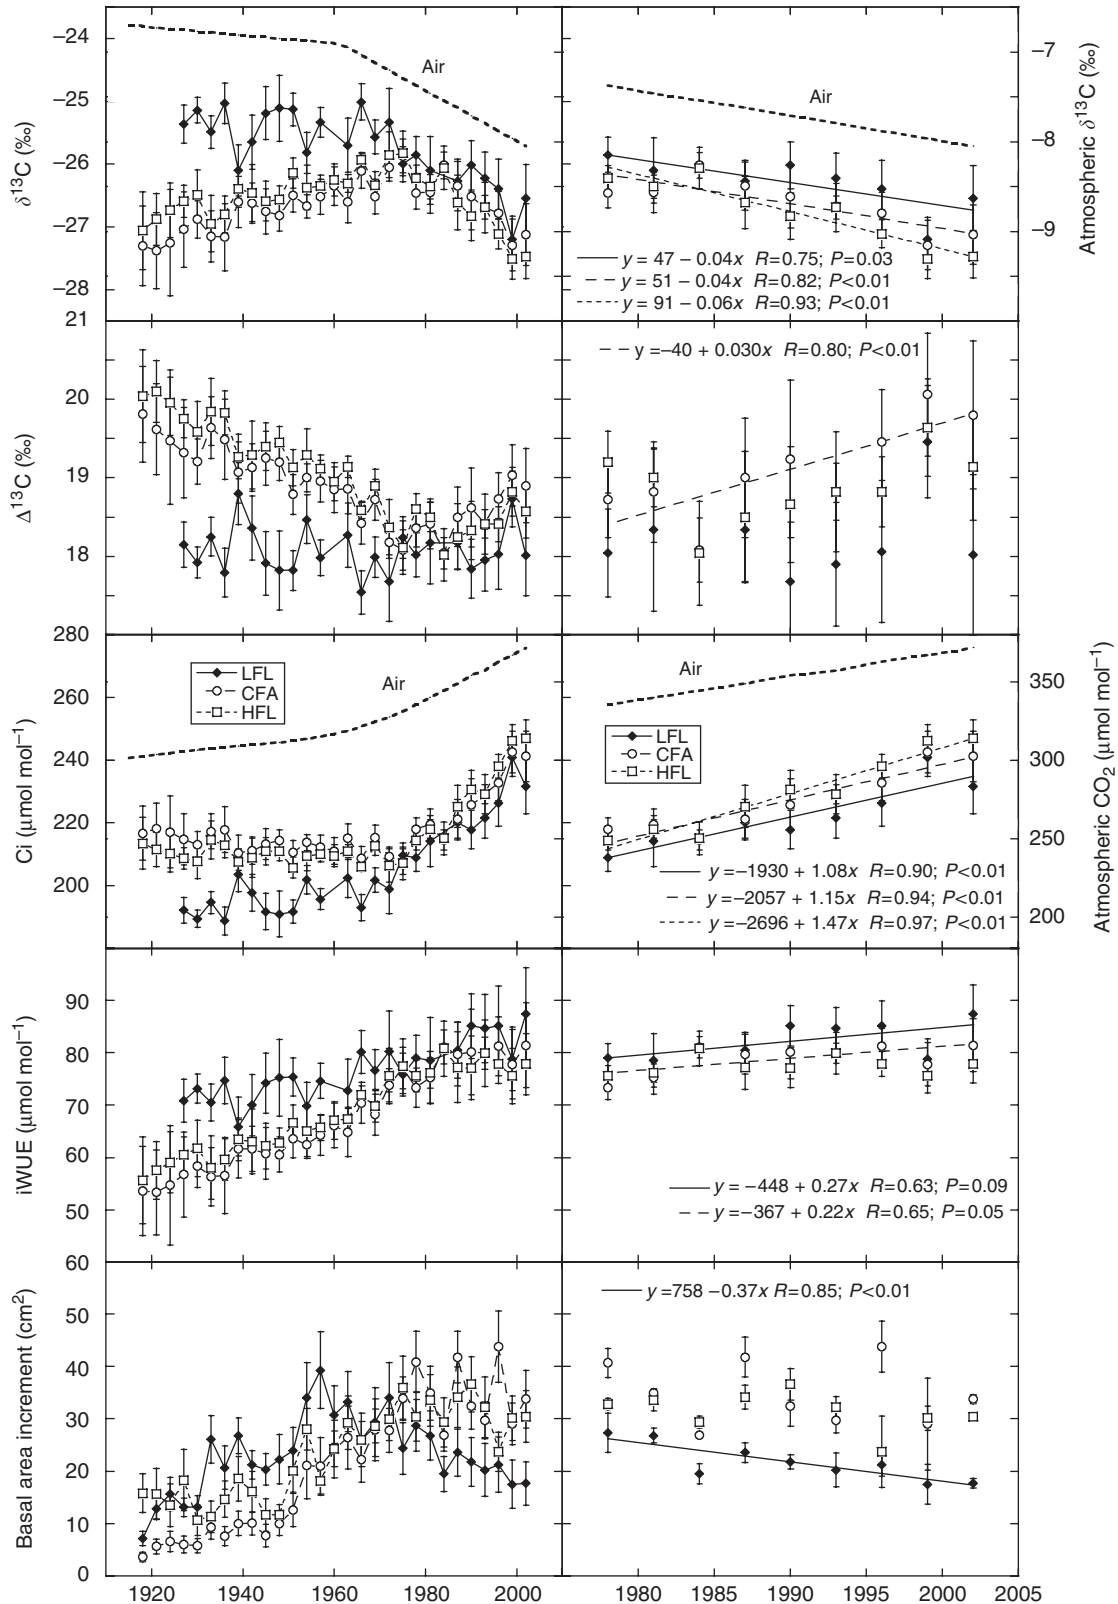 −24
−25
−26
−27
−28
21
δ¹³C (‰)
Air
Air
−7
−8
−9
Atmospheric δ¹³C (‰)
y = 47 − 0.04x R=0.75; P=0.03
y = 51 − 0.04x R=0.82; P<0.01
y = 91 − 0.06x R=0.93; P<0.01
20
19
18
280
Δ¹³C (‰)
y =−40 + 0.030x R=0.80; P<0.01
260
240
220
200
Ci (μmol mol⁻¹)
LFL
CFA
HFL
Air
Air
LFL
CFA
HFL
350
300
250
200
Atmospheric CO₂ (μmol mol⁻¹)
y=−1930 + 1.08x R=0.90; P<0.01
y=−2057 + 1.15x R=0.94; P<0.01
y=−2696 + 1.47x R=0.97; P<0.01
90
80
70
60
50
60
iWUE (μmol mol⁻¹)
y = −448 + 0.27x R=0.63; P=0.09
y=−367 + 0.22x R=0.65; P=0.05
50
40
30
20
10
0
Basal area increment (cm²)
y =758 −0.37x R=0.85; P<0.01
1920 1940 1960 1980 2000
1980 1985 1990 1995 2000 2005